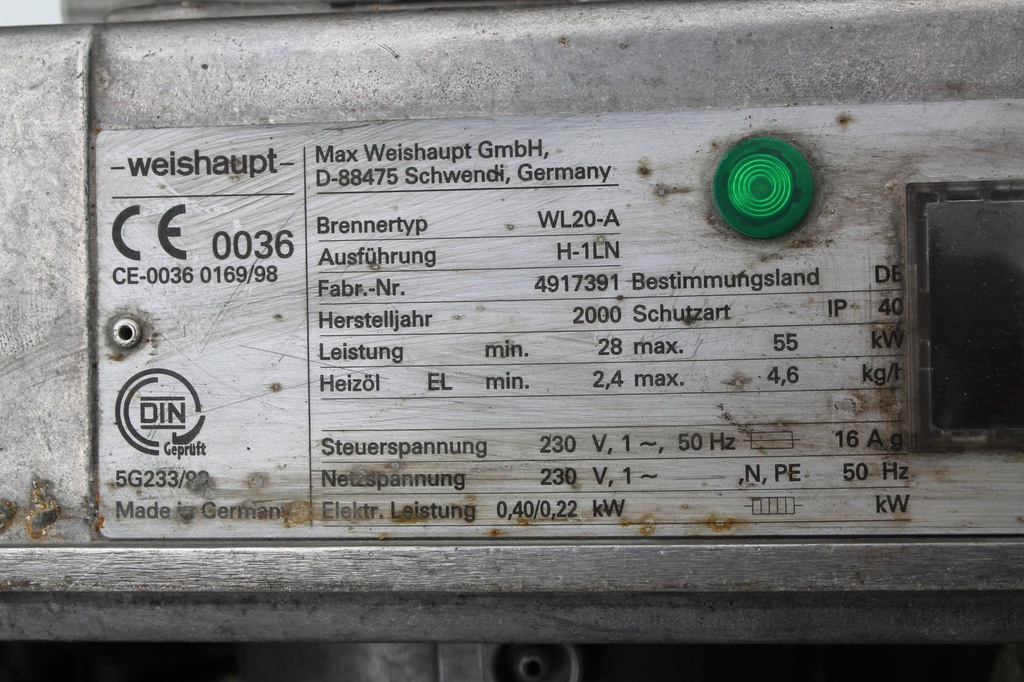 -weishaupt-
Max Weishaupt GmbH,
D-88475 Schwendi, Germany
CE 0036
CE-0036 0169/98
Brennertyp WL20-A
Ausführung H-1LN
Fabr.-Nr. 4917391 Bestimmungsland DE
Herstelljahr 2000 Schutzart IP 40
Leistung min. 28 max. 55 kW
Heizöl EL min. 2,4 max. 4,6 kg/h
Steuerspannung 230 V, 1 ~, 50 Hz 16 A g
Netzspannung 230 V, 1 ~ ,N, PE 50 Hz
Elektr. Leistung 0,40/0,22 kW kW
DIN
Geprüft
Made in Germany